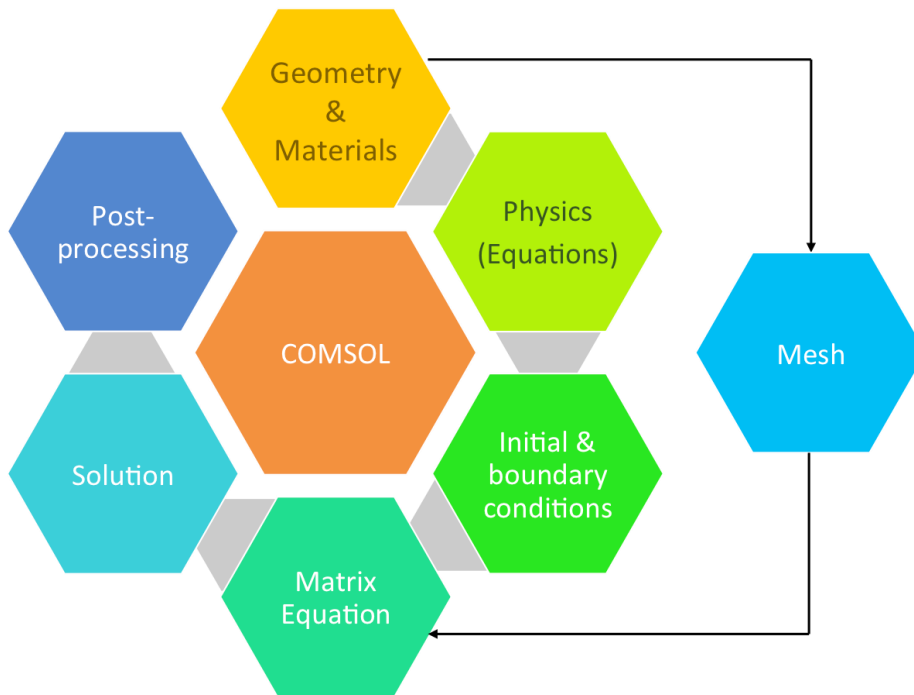 Geometry
&
Materials
Physics
(Equations)
Post-
processing
COMSOL
Mesh
Initial &
boundary
conditions
Solution
Matrix
Equation